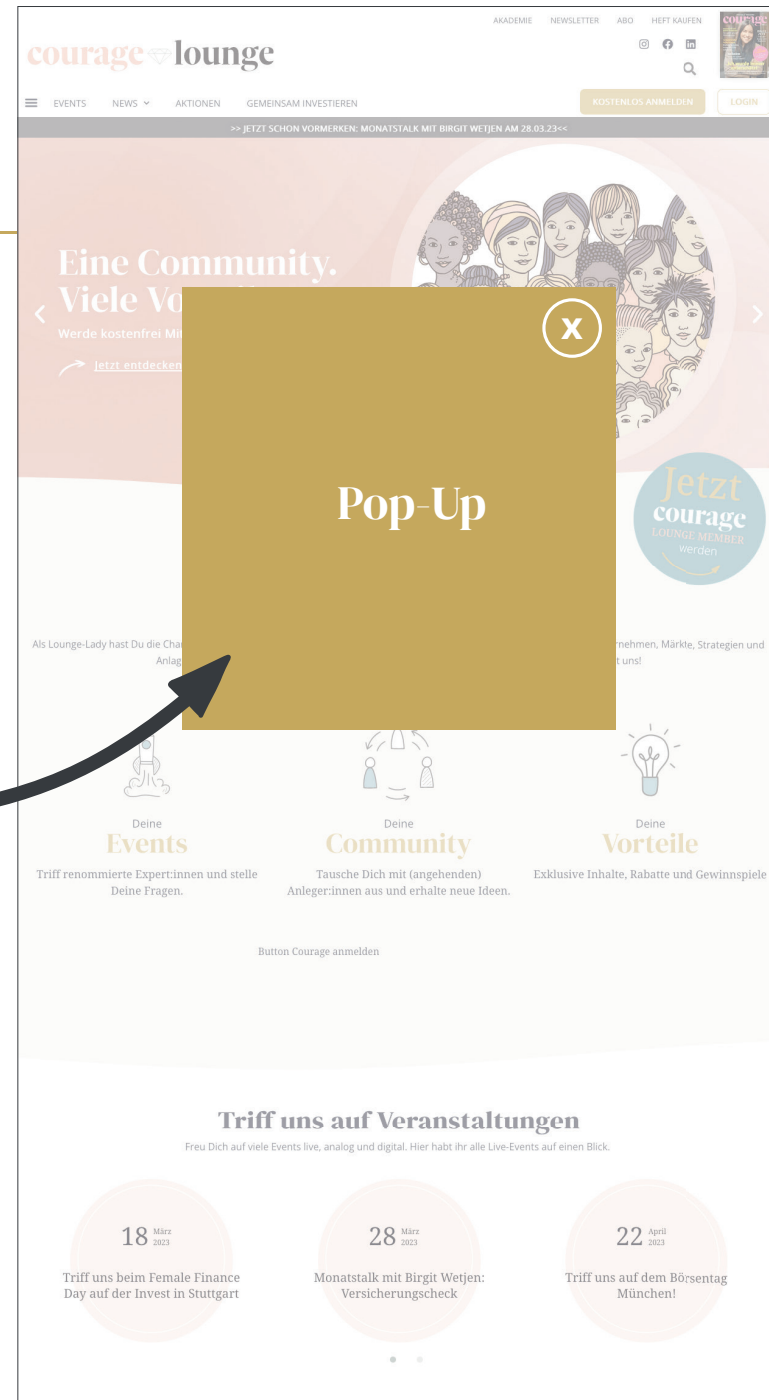 AKADEMIE NEWSLETTER ABO HEFT KAUFEN
courage lounge
EVENTS NEWS AKTIONEN GEMEINSAM INVESTIEREN
KOSTENLOS ANMELDEN LOGIN
>> JETZT SCHON VORMERKEN: MONATSTALK MIT BIRGIT WETJEN AM 28.03.23<<
Eine Community.
Viele
Werde kostenfrei
Jetzt entdecken
X
Pop-Up
Jetzt
courage
LOUNGE MEMBER
werden
Als Lounge-Lady hast Du die
Märkte, Strategien und
uns!
Deine
Events
Triff renommierte Expert:innen und stelle
Deine Fragen.
Deine
Community
Tausche Dich mit (angehenden)
Anleger:innen aus und erhalte neue Ideen.
Deine
Vorteile
Exklusive Inhalte, Rabatte und Gewinnspiele
Button Courage anmelden
Triff uns auf Veranstaltungen
Freu Dich auf viele Events live, analog und digital. Hier habt ihr alle Live-Events auf einen Blick.
18 März
2023
Triff uns beim Female Finance
Day auf der Invest in Stuttgart
28 März
2023
Monatstalk mit Birgit Wetjen:
Versicherungscheck
22 April
2023
Triff uns auf dem Börsentag
München!